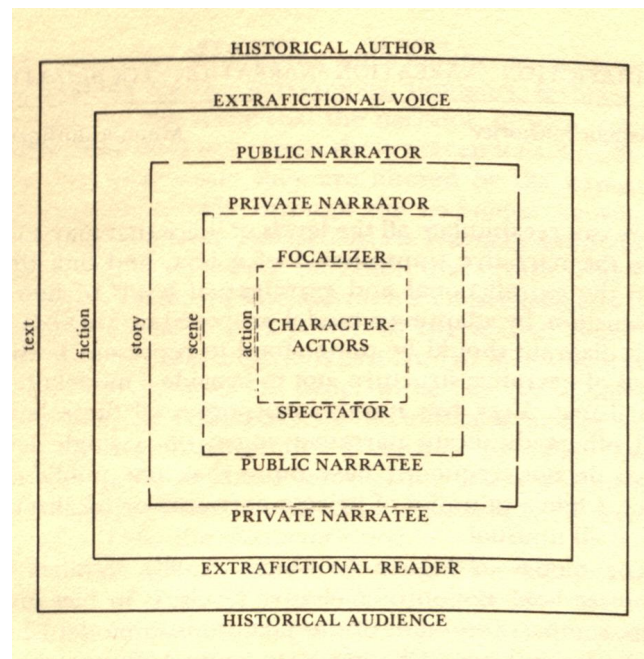 HISTORICAL AUTHOR
EXTRAFICTIONAL VOICE
PUBLIC NARRATOR
PRIVATE NARRATOR
FOCALIZER
CHARACTER-
ACTORS
SPECTATOR
PUBLIC NARRATEE
PRIVATE NARRATEE
EXTRAFICTIONAL READER
HISTORICAL AUDIENCE
text
fiction
story
scene
action